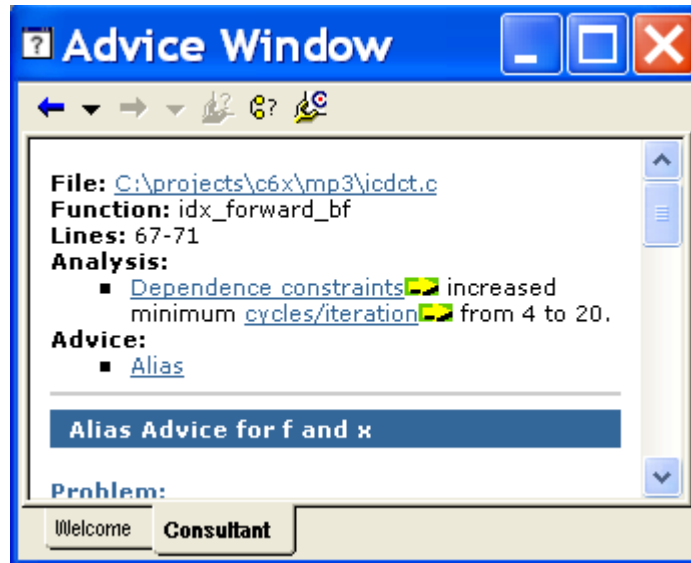 Advice Window
File: C:\projects\c6x\mp3\icdct.c
Function: idx_forward_bf
Lines: 67-71
Analysis:
Dependence constraints increased
minimum cycles/iteration from 4 to 20.
Advice:
Alias
Alias Advice for f and x
Problem:
Welcome Consultant